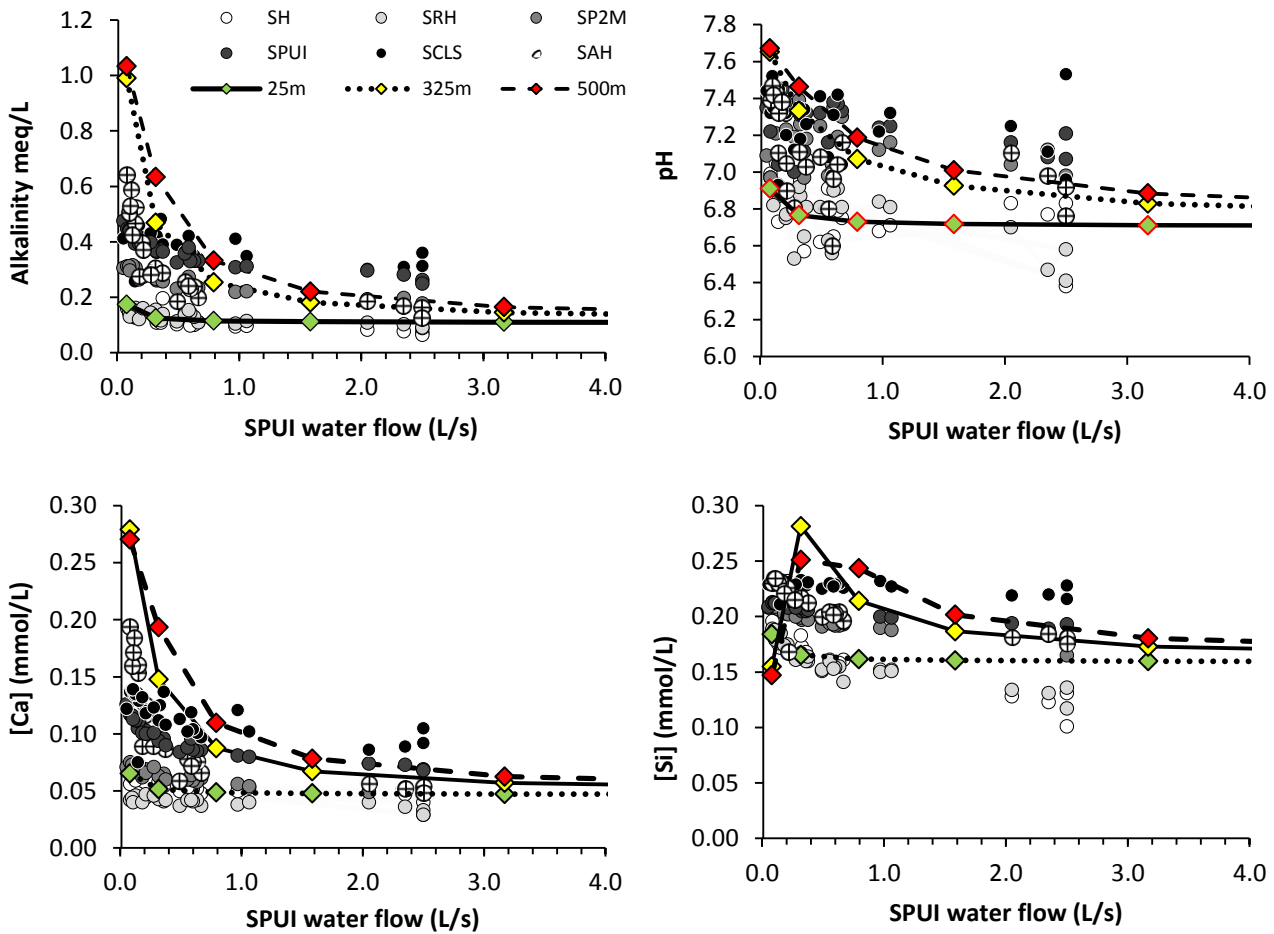 Alkalinity meq/L
1.2
1.0
0.8
0.6
0.4
0.2
0.0
SH SRH SP2M
SPUI SCLS SAH
25m 325m 500m
0.0 1.0 2.0 3.0 4.0
SPUI water flow (L/s)
pH
7.8
7.6
7.4
7.2
7.0
6.8
6.6
6.4
6.2
6.0
0.0 1.0 2.0 3.0 4.0
SPUI water flow (L/s)
[Ca] (mmol/L)
0.30
0.25
0.20
0.15
0.10
0.05
0.00
0.0 1.0 2.0 3.0 4.0
SPUI water flow (L/s)
[Si] (mmol/L)
0.30
0.25
0.20
0.15
0.10
0.05
0.00
0.0 1.0 2.0 3.0 4.0
SPUI water flow (L/s)